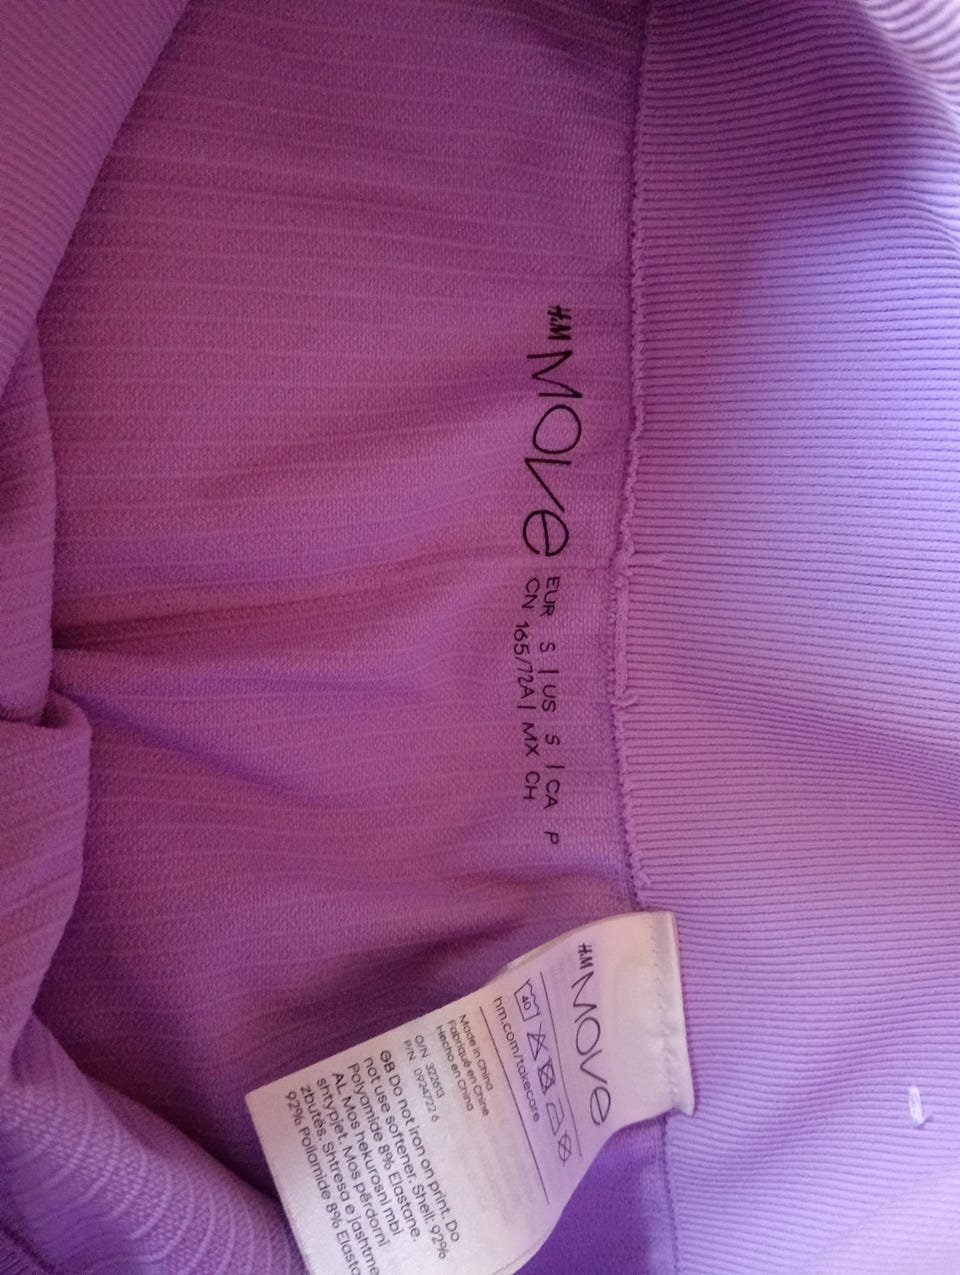 H&M
MOVE
EUR S | US S | CA P
CN 165/72A | MX CH
H&M
MOVE
40
hm.com/takecare
Made in China
Fabriqué en Chine
Hecho en China
O/N 322613
P/N 0924722 6
GB Do not iron on print. Do
not use softener. Shell: 92%
Polyamide 8% Elastane.
AL Mos hekurosni mbi
shtypjet. Mos përdorni
zbutës. Shtresa e jashtme
92% Poliamide 8% Elasta